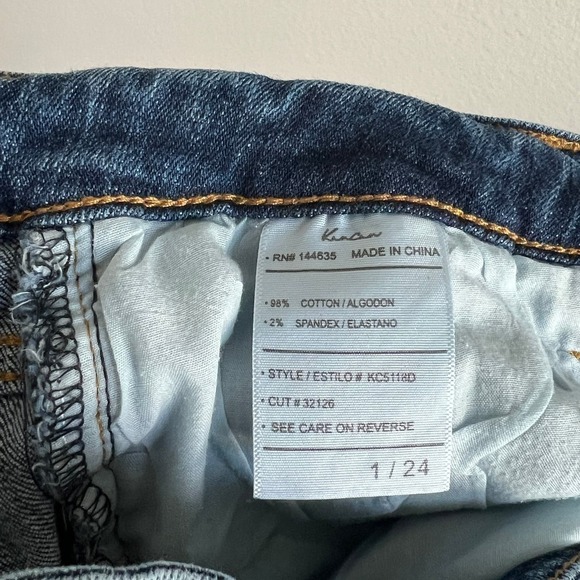 KanCan
• RN# 144635 MADE IN CHINA
• 98% COTTON / ALGODON
• 2% SPANDEX / ELASTANO
• STYLE / ESTILO # KC5118D
• CUT # 32126
• SEE CARE ON REVERSE
1 / 24